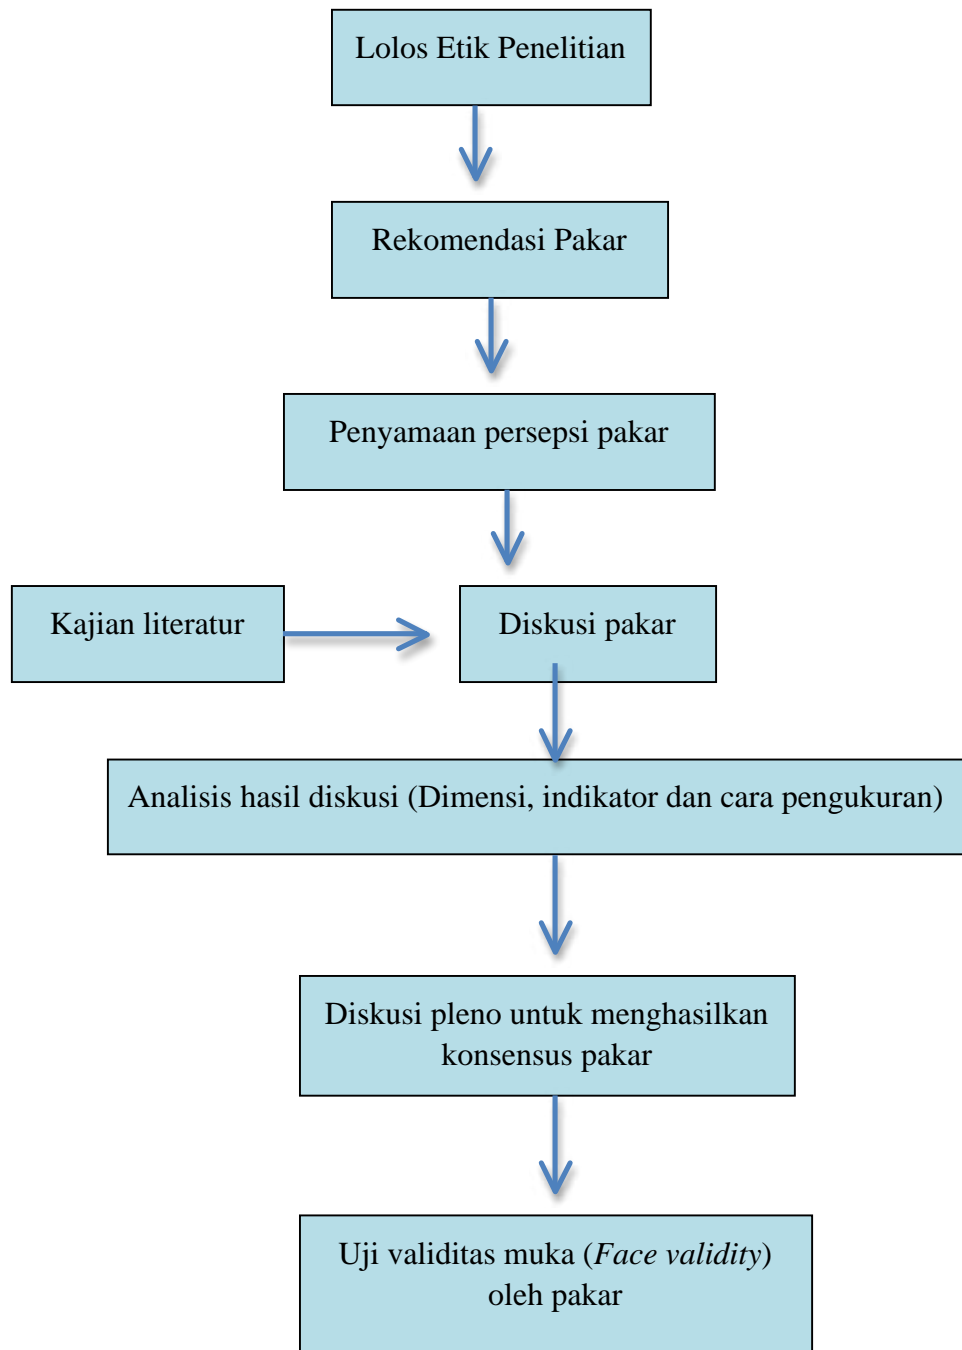 Lolos Etik Penelitian
Rekomendasi Pakar
Penyamaan persepsi pakar
Kajian literatur
Diskusi pakar
Analisis hasil diskusi (Dimensi, indikator dan cara pengukuran)
Diskusi pleno untuk menghasilkan
konsensus pakar
Uji validitas muka (Face validity)
oleh pakar